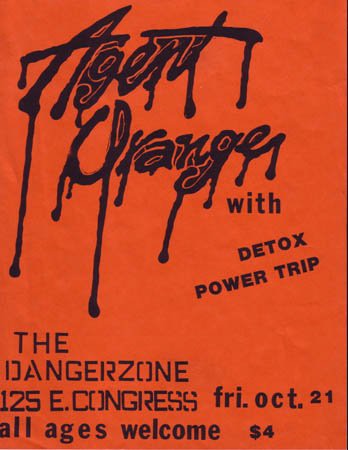 Agent
Orange
with
DETOX
POWER TRIP
THE
DANGERZONE
125 E. CONGRESS fri. oct. 21
all ages welcome $4